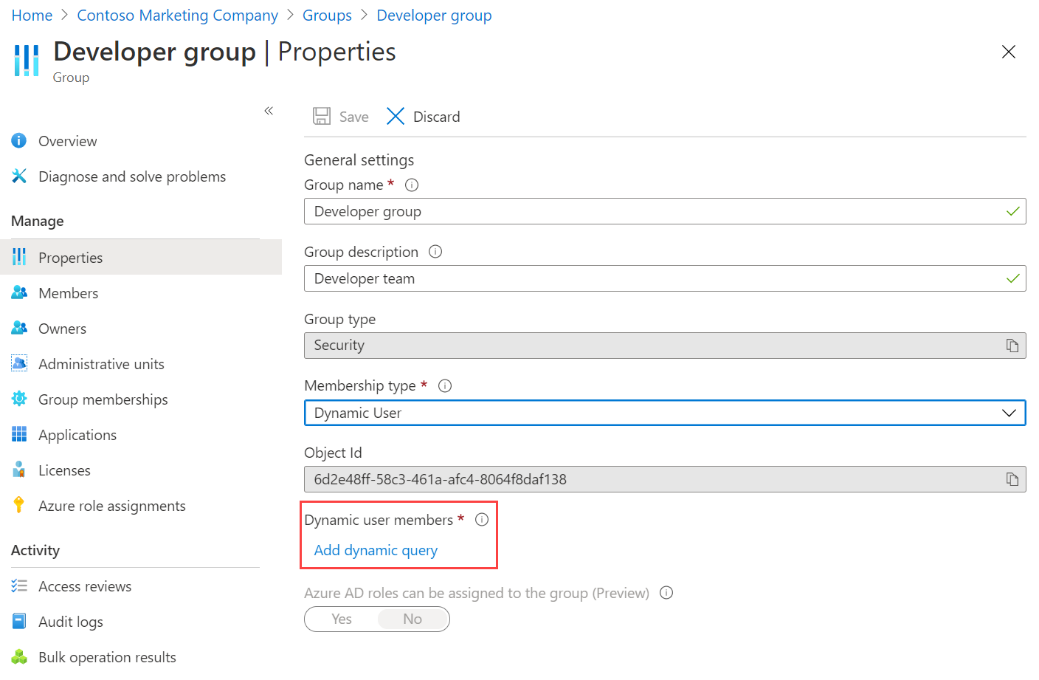 Home > Contoso Marketing Company > Groups > Developer group
Developer group | Properties
Group
«
Save Discard
Overview
Diagnose and solve problems
Manage
Properties
Members
Owners
Administrative units
Group memberships
Applications
Licenses
Azure role assignments
Activity
Access reviews
Audit logs
Bulk operation results
General settings
Group name *
Developer group
Group description
Developer team
Group type
Security
Membership type *
Dynamic User
Object Id
6d2e48ff-58c3-461a-afc4-8064f8daf138
Dynamic user members *
Add dynamic query
Azure AD roles can be assigned to the group (Preview)
Yes No